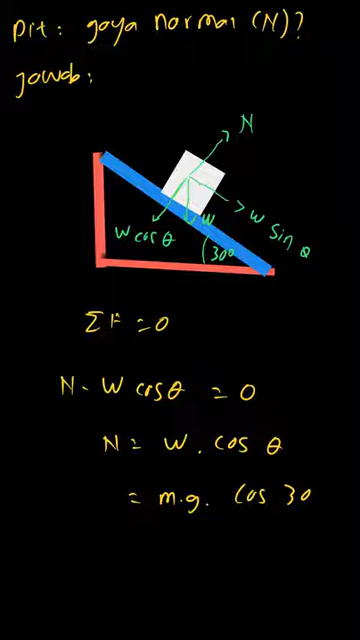 Dit: gaya normal (N)?
Jawab:
N
W
W cos θ
W sin θ
30°
ΣF = 0
N - W cos θ = 0
N = W . cos θ
= m.g. cos 30